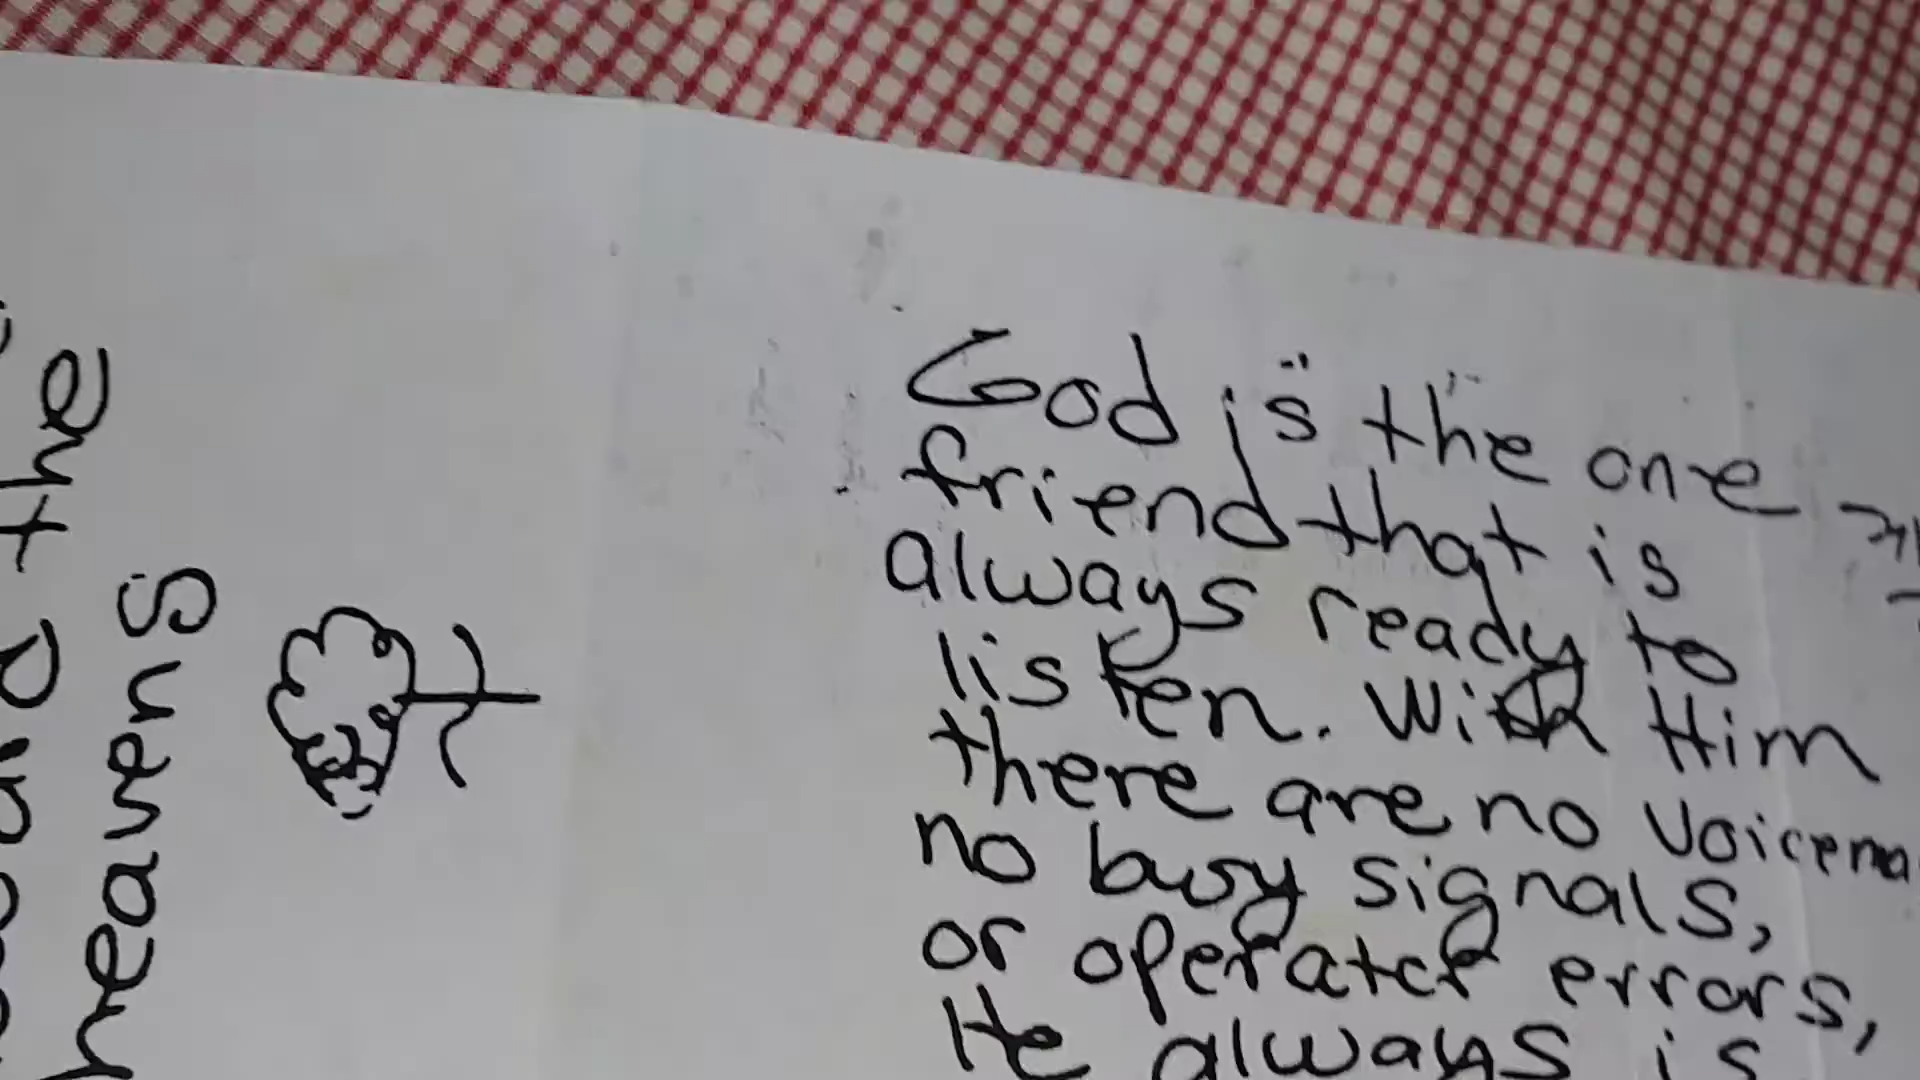 God is the one
friend that is
always ready to
listen. With Him
there are no voicema
no busy signals,
or operator errors,
He always is
the
heavens